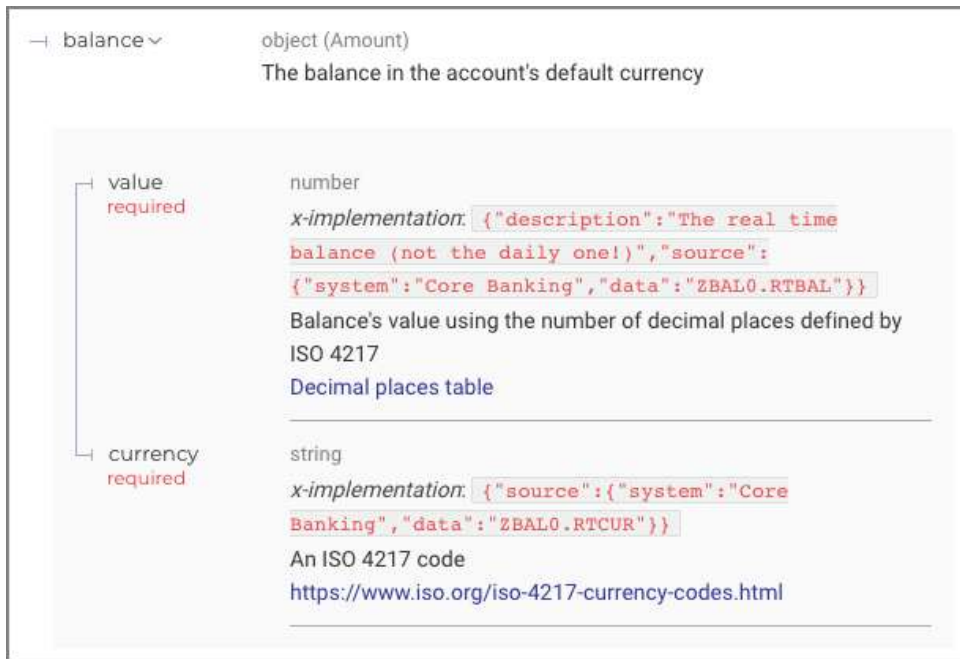 balance object (Amount)
The balance in the account's default currency
value number
required x-implementation: {"description":"The real time
balance (not the daily one!)","source":
{"system":"Core Banking","data":"ZBAL0.RTBAL"}}
Balance's value using the number of decimal places defined by
ISO 4217
Decimal places table
currency string
required x-implementation: {"source":{"system":"Core
Banking","data":"ZBAL0.RTCUR"}}
An ISO 4217 code
https://www.iso.org/iso-4217-currency-codes.html